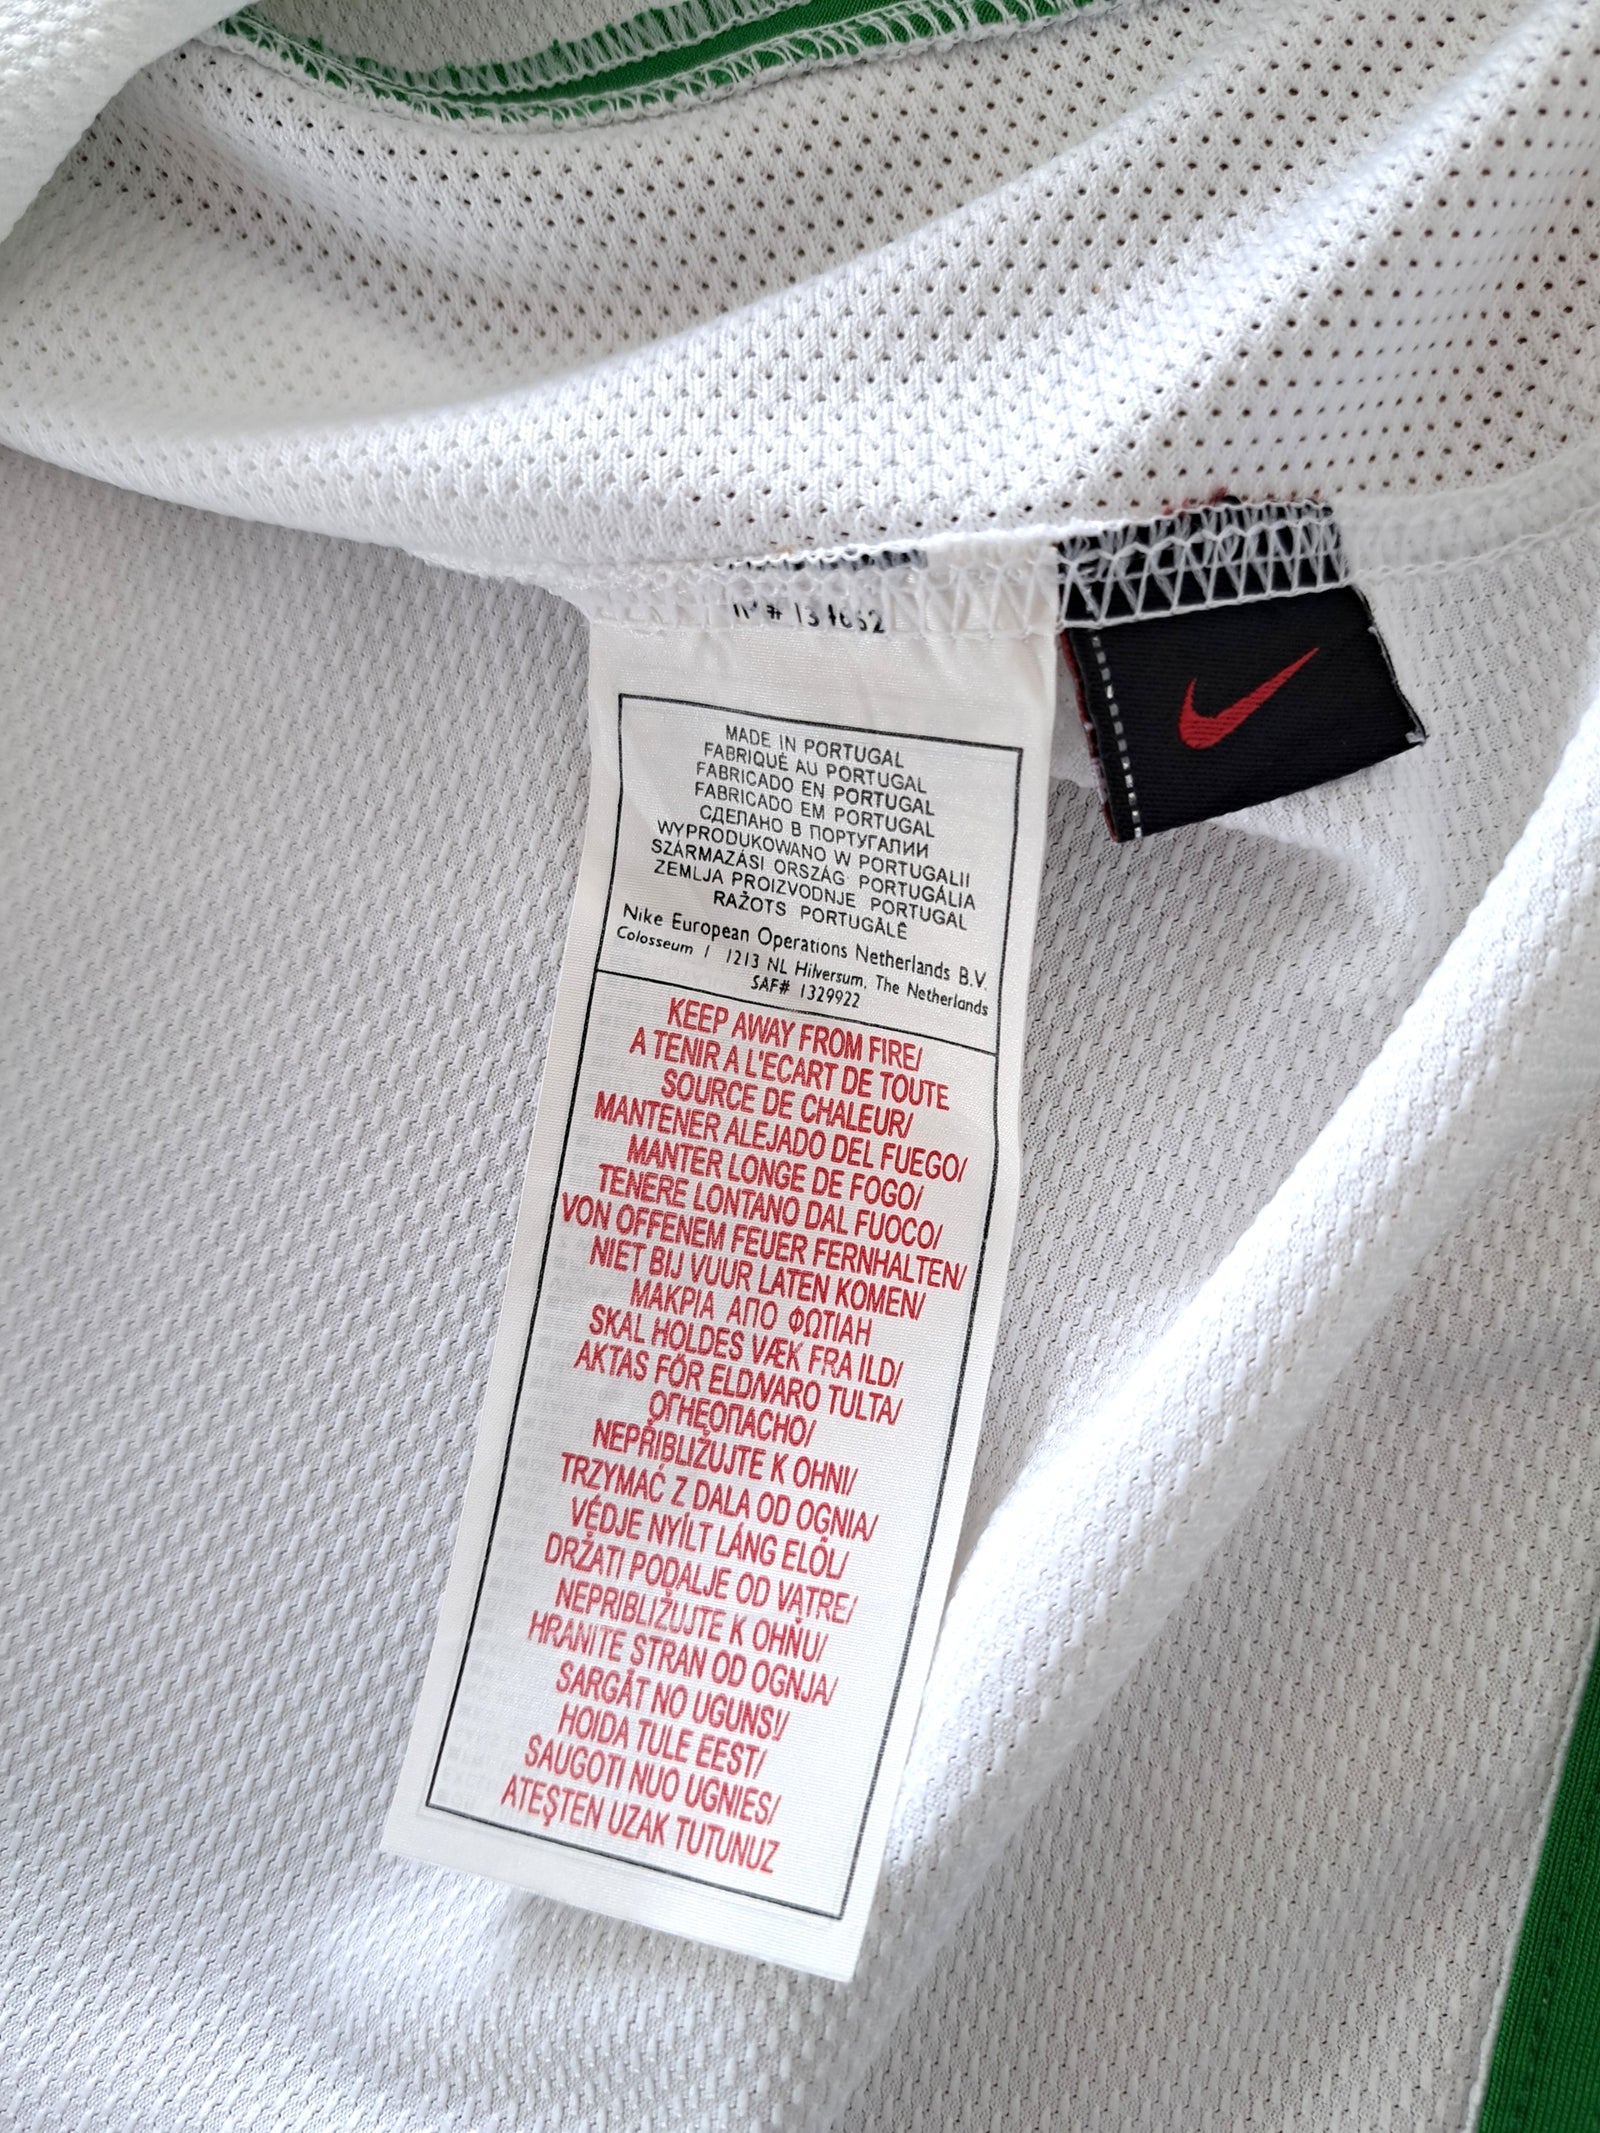 MADE IN PORTUGAL
FABRIQUÉ AU PORTUGAL
FABRICADO EN PORTUGAL
FABRICADO EM PORTUGAL
СДЕЛАНО В ПОРТУГАЛИИ
WYPRODUKOWANO W PORTUGALII
SZÁRMAZÁSI ORSZÁG PORTUGÁLIA
ZEMLJA PROIZVODNJE PORTUGAL
RAŽOTS PORTUGĀLĒ
Nike European Operations Netherlands B.V.
Colosseum 1 1213 NL Hilversum, The Netherlands
SAF# 1329922
KEEP AWAY FROM FIRE/
A TENIR A L'ECART DE TOUTE
SOURCE DE CHALEUR/
MANTENER ALEJADO DEL FUEGO/
MANTER LONGE DE FOGO/
TENERE LONTANO DAL FUOCO/
VON OFFENEM FEUER FERNHALTEN/
NIET BIJ VUUR LATEN KOMEN/
ΜΑΚΡΙΑ ΑΠΟ ΦΩΤΙΑΗ
SKAL HOLDES VÆK FRA ILD/
AKTAS FÖR ELD/VARO TULTA/
ОГНЕОПАСНО/
NEPŘIBLIŽUJTE K OHNI/
TRZYMAĆ Z DALA OD OGNIA/
VÉDJE NYÍLT LÁNG ELŐL/
DRŽATI PODALJE OD VATRE/
NEPRIBLIŽUJTE K OHŇU/
HRANITE STRAN OD OGNJA/
SARGĀT NO UGUNS!/
HOIDA TULE EEST/
SAUGOTI NUO UGNIES/
ATEŞTEN UZAK TUTUNUZ